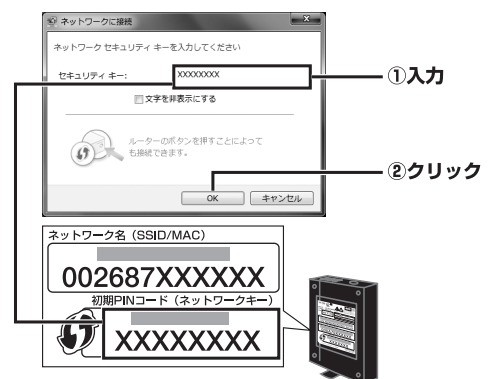 ネットワークに接続
ネットワーク セキュリティ キーを入力してください
セキュリティ キー: XXXXXXXX
文字を非表示にする
ルーターのボタンを押すことによって
も接続できます。
OK キャンセル
①入力
②クリック
ネットワーク名（SSID/MAC）
002687XXXXXX
初期PINコード（ネットワークキー）
XXXXXXXX